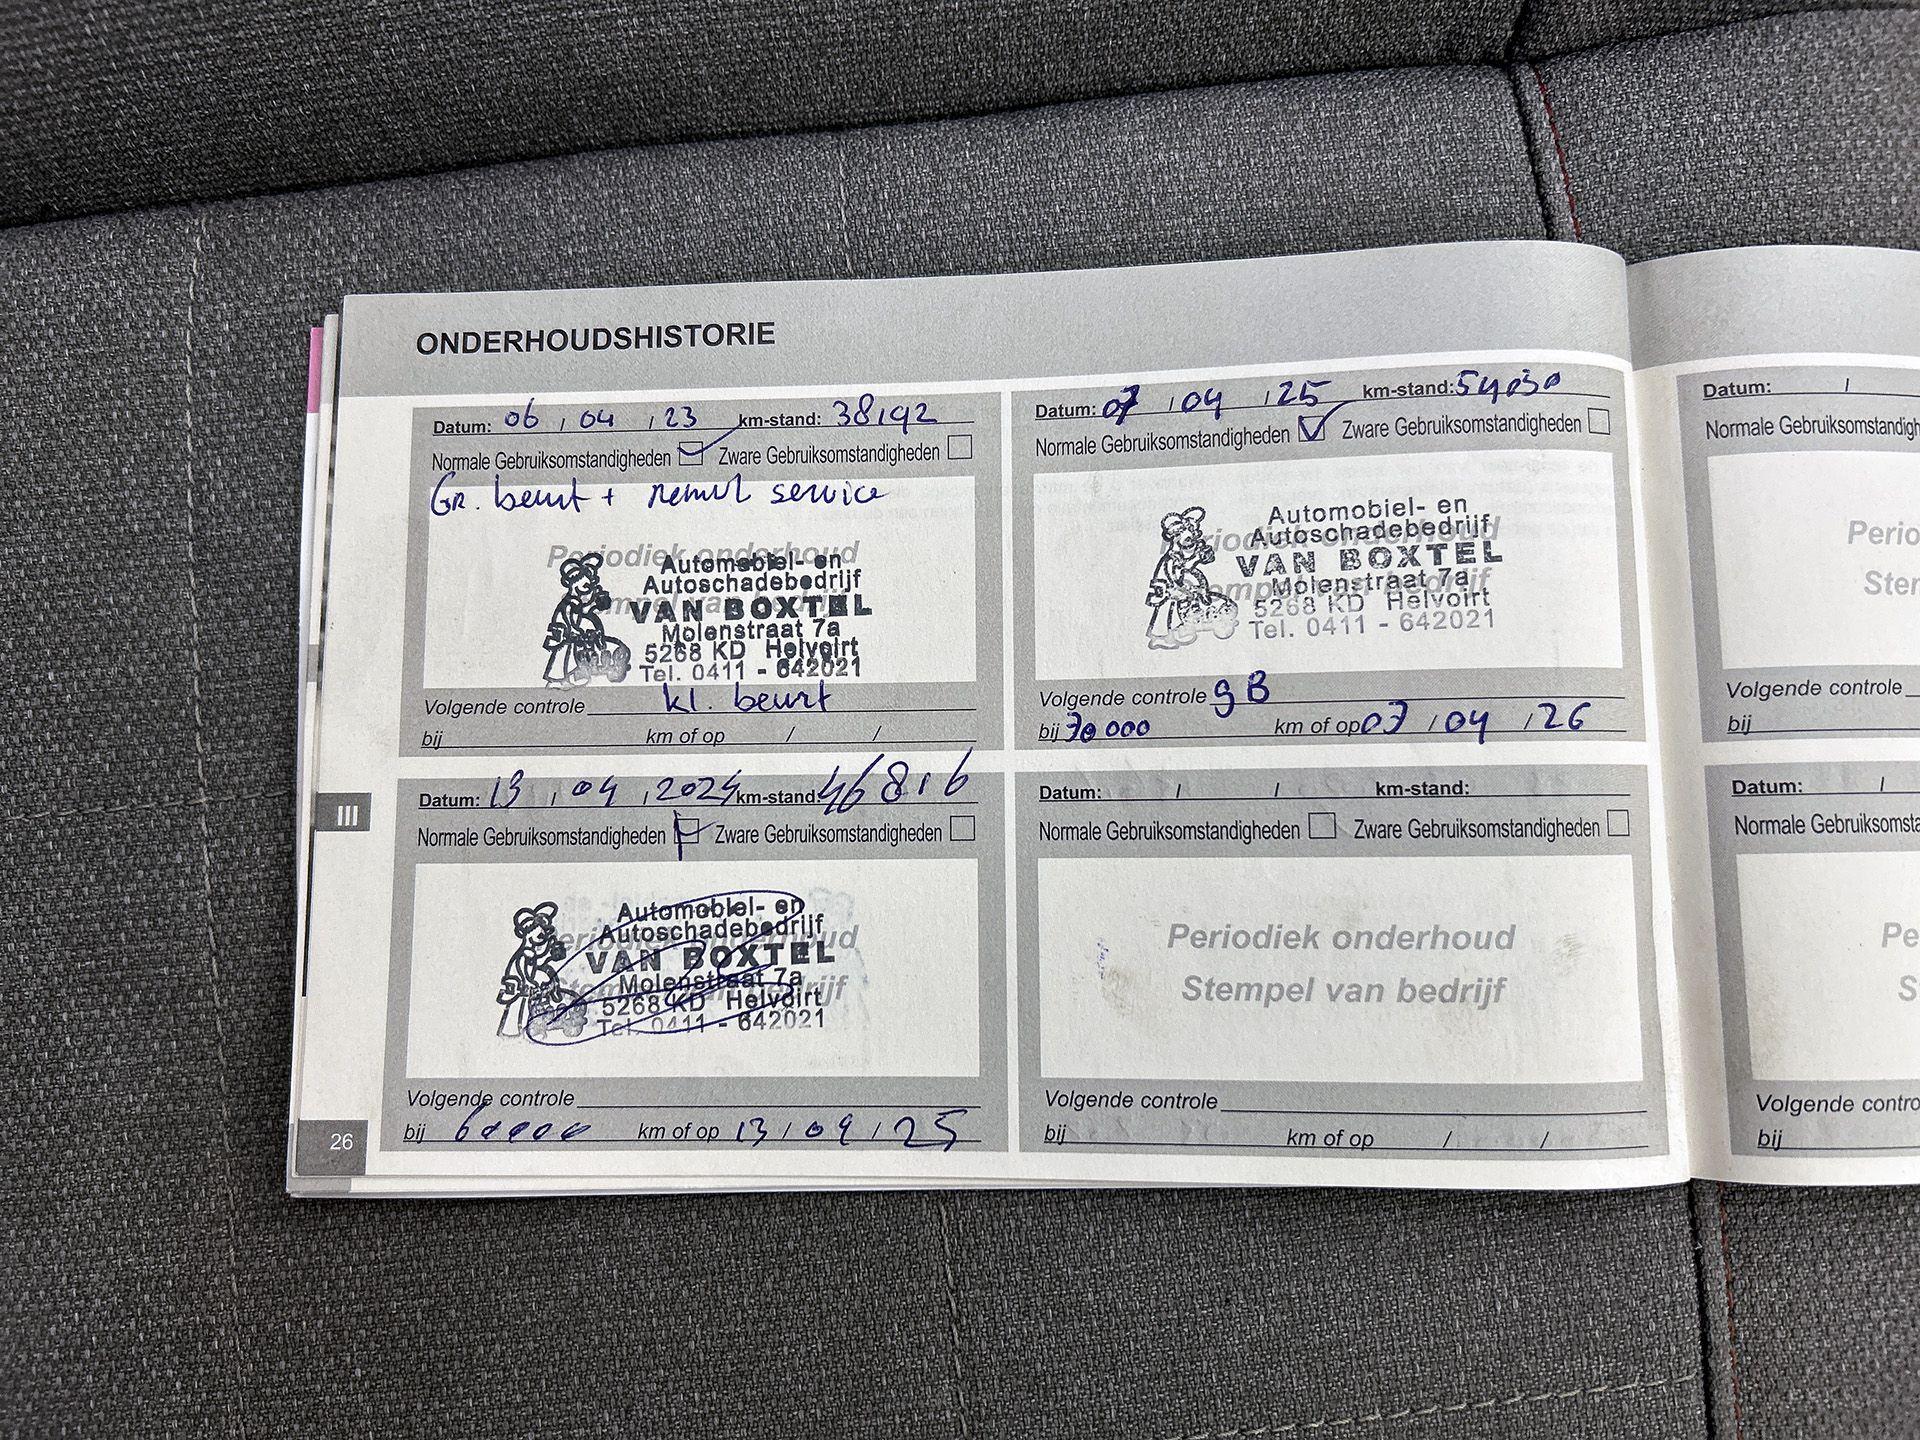 ONDERHOUDSHISTORIE
Datum: 06 / 04 / 23 km-stand: 38192
Normale Gebruiksomstandigheden Zware Gebruiksomstandigheden
Gr. beurt + service
Periodiek onderhoud
Automobiel- en
Autoschadebedrijf
VAN BOXTEL
Molenstraat 7a
5268 KD Helvoirt
Tel. 0411 - 642021
Volgende controle kl. beurt
bij km of op / /
Datum: 13 / 04 / 2024 km-stand: 46816
Normale Gebruiksomstandigheden Zware Gebruiksomstandigheden
Automobiel- en
Autoschadebedrijf
VAN BOXTEL
Molenstraat 7a
5268 KD Helvoirt
Tel. 0411 - 642021
Volgende controle
bij 60000 km of op 13 / 04 / 25
Datum: 07 / 04 / 25 km-stand: 54030
Normale Gebruiksomstandigheden Zware Gebruiksomstandigheden
Automobiel- en
Autoschadebedrijf
VAN BOXTEL
Molenstraat 7a
5268 KD Helvoirt
Tel. 0411 - 642021
Volgende controle gB
bij 70000 km of op 07 / 04 / 26
Datum: / / km-stand:
Normale Gebruiksomstandigheden Zware Gebruiksomstandigheden
Periodiek onderhoud
Stempel van bedrijf
Volgende controle
bij km of op / /
Datum: /
Normale Gebruiksomstandigh
Perio
Ster
Volgende controle
bij
Datum: /
Normale Gebruiksomsta
Pe
S
Volgende contro
bij
III
26